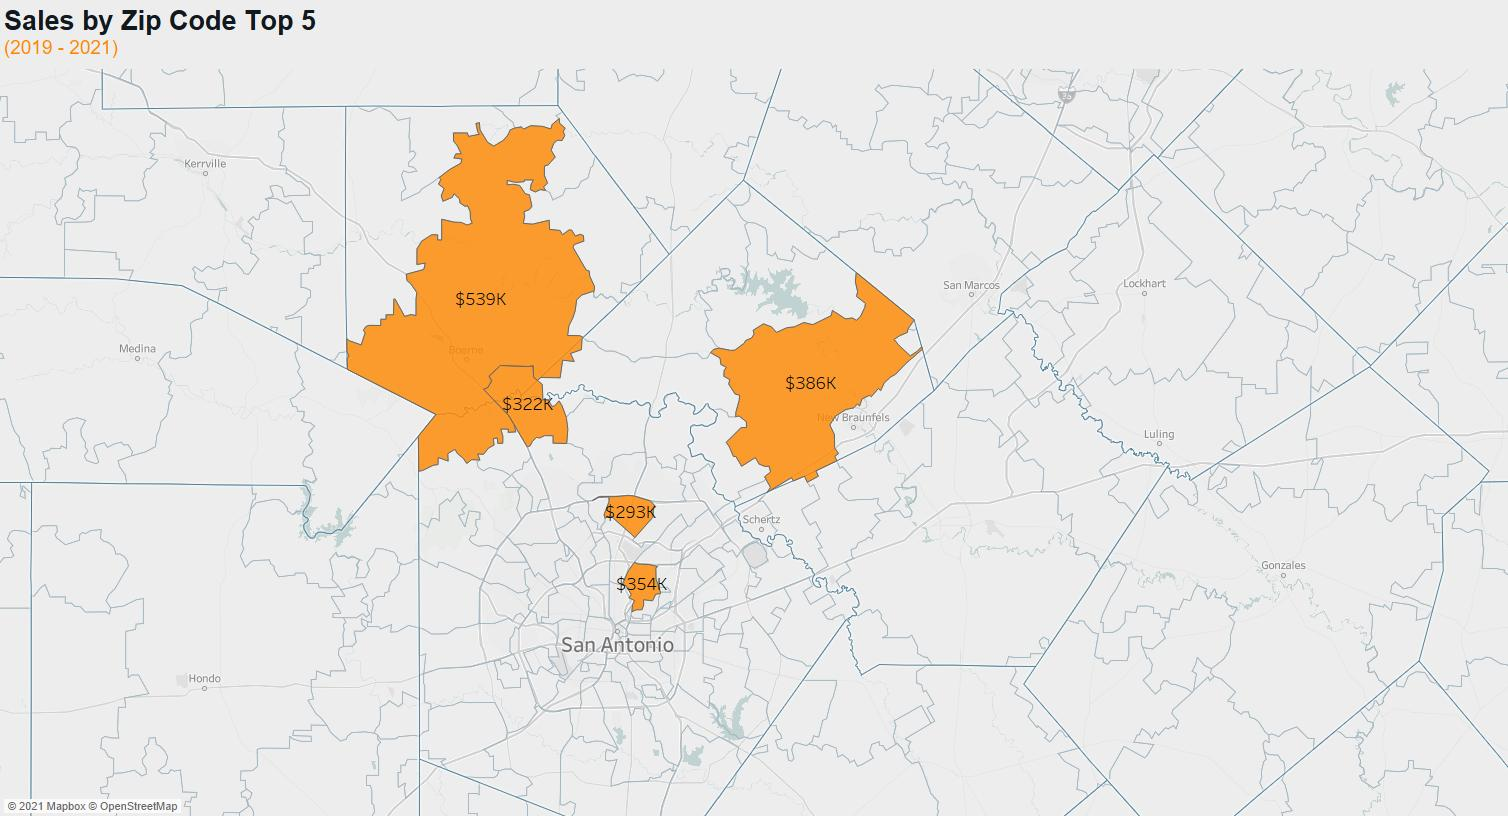 Sales by Zip Code Top 5
(2019 - 2021)
35
Kerrville
San Marcos
Lockhart
$539K
Medina
Boerne
$386K
$322K
New Braunfels
Luling
$293K
Schertz
Gonzales
$354K
San Antonio
Hondo
© 2021 Mapbox © OpenStreetMap